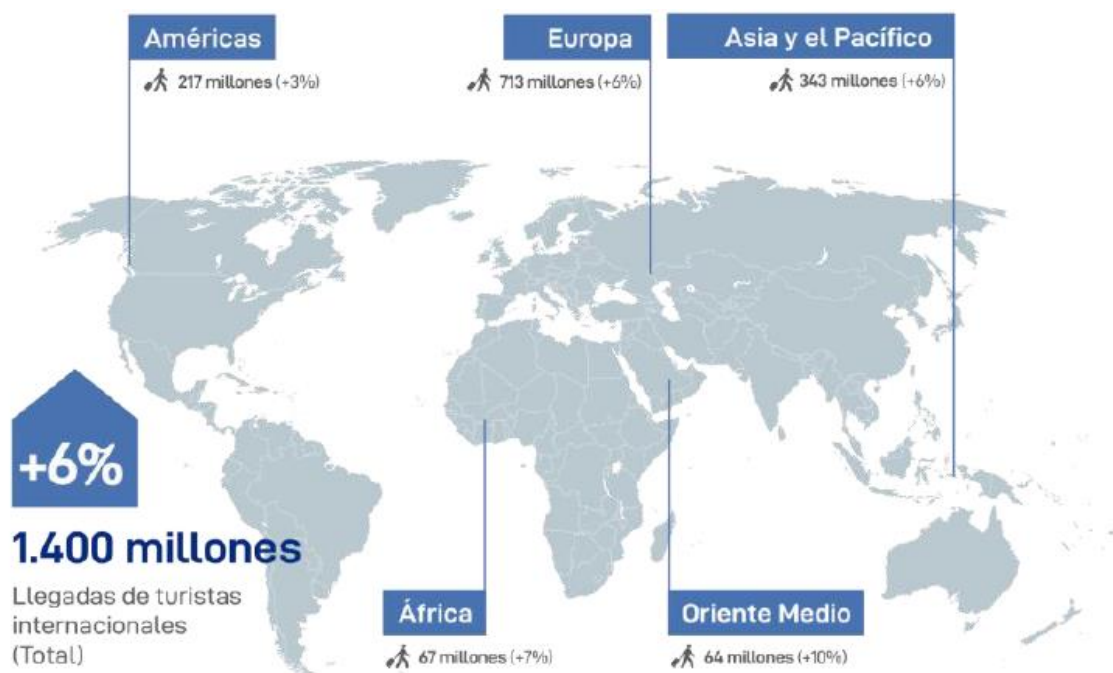 Américas
217 millones (+3%)
Europa
713 millones (+6%)
Asia y el Pacífico
343 millones (+6%)
+6%
1.400 millones
Llegadas de turistas
internacionales
(Total)
África
67 millones (+7%)
Oriente Medio
64 millones (+10%)